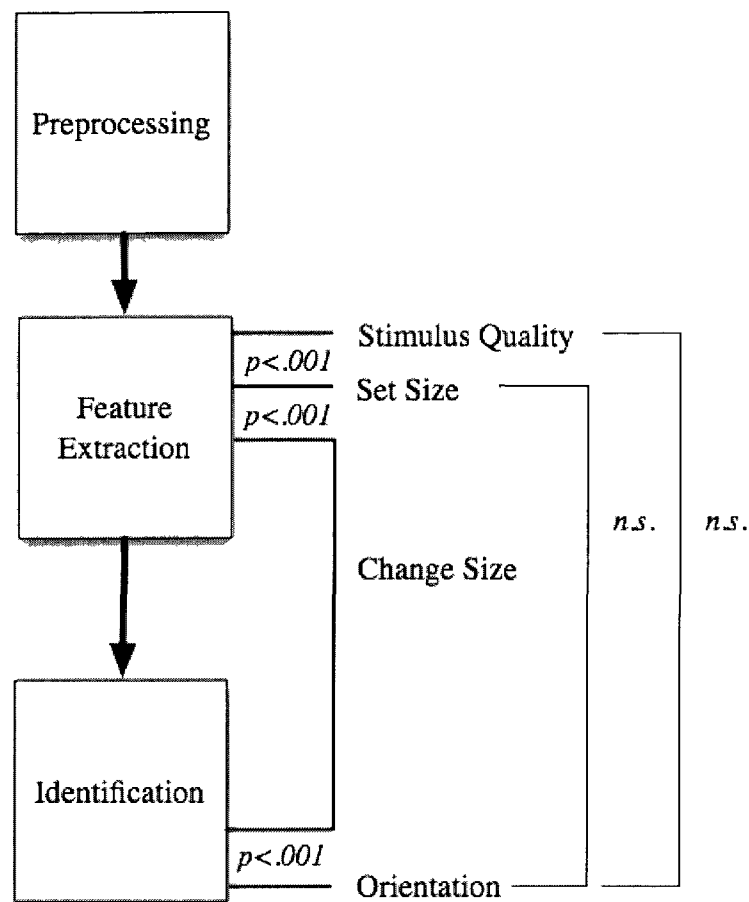 Preprocessing
Stimulus Quality
p<.001
Set Size
Feature
Extraction
p<.001
n.s.
n.s.
Change Size
Identification
p<.001
Orientation